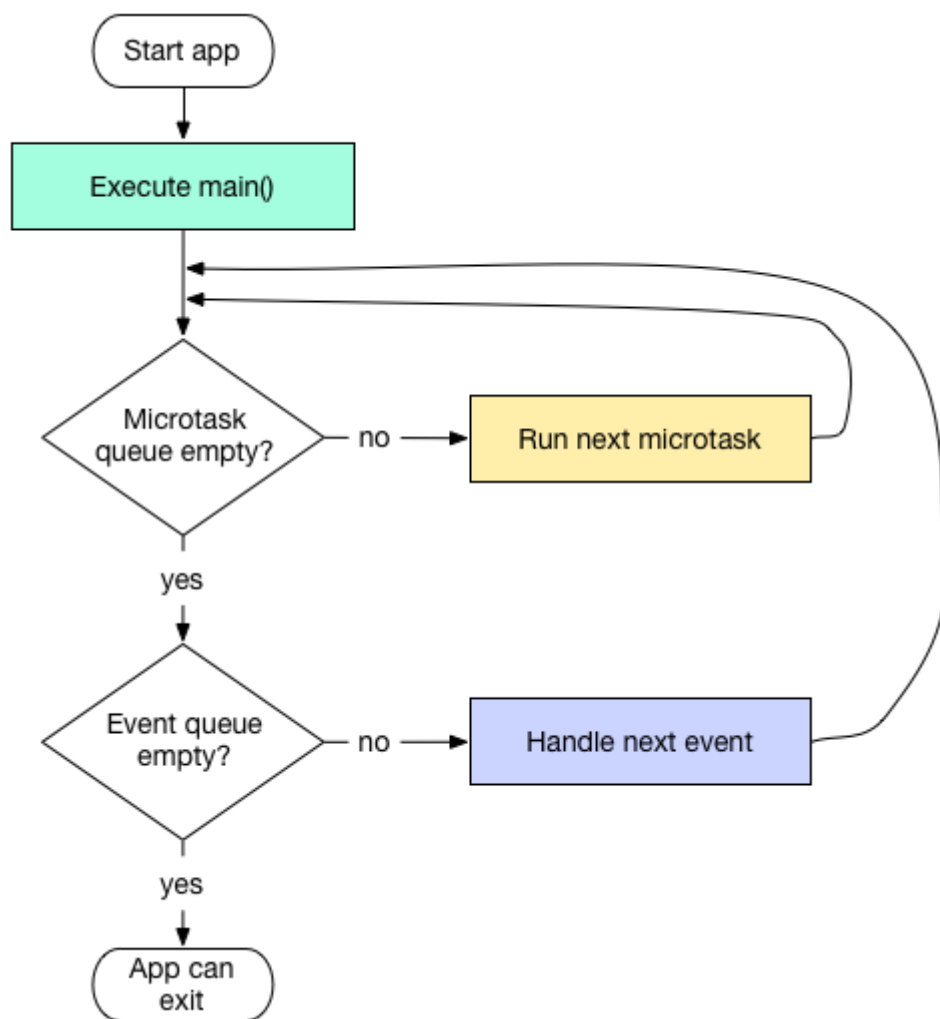 Start app
Execute main()
Microtask
queue empty?
no
Run next microtask
yes
Event queue
empty?
no
Handle next event
yes
App can
exit